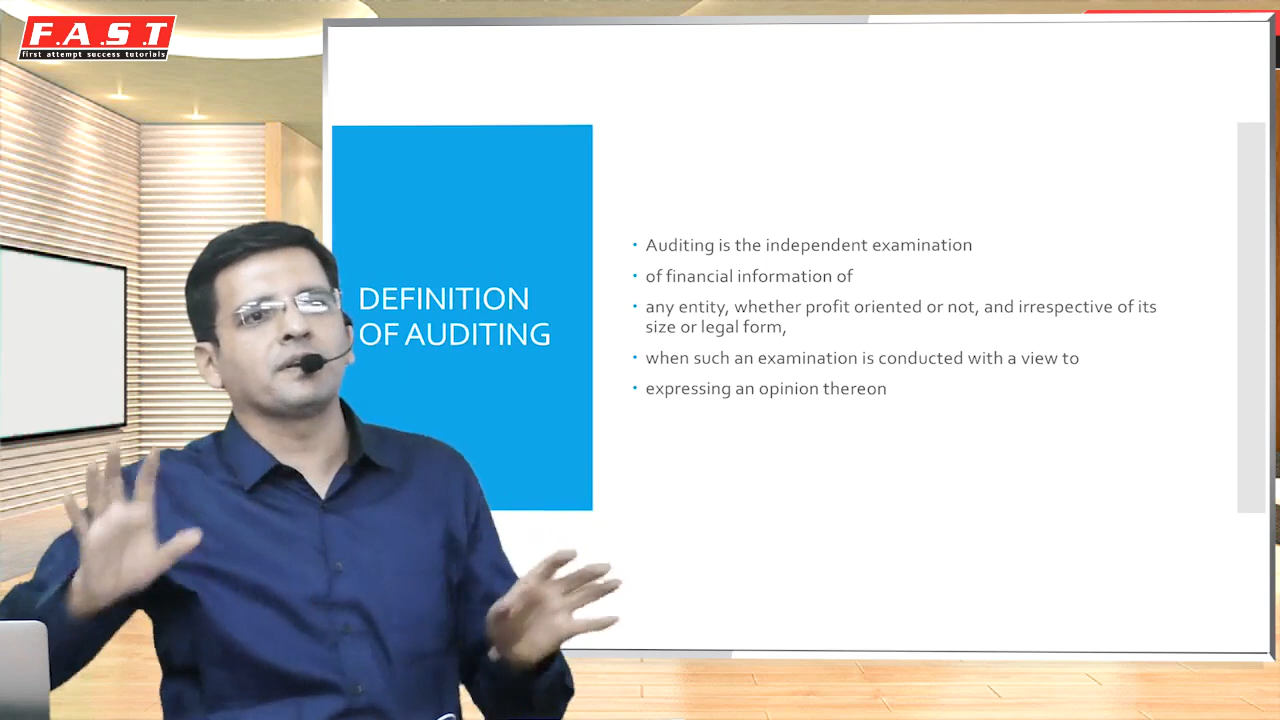 F.A.S.T
first attempt success tutorials
DEFINITION
OF AUDITING
• Auditing is the independent examination
• of financial information of
• any entity, whether profit oriented or not, and irrespective of its
size or legal form,
• when such an examination is conducted with a view to
• expressing an opinion thereon